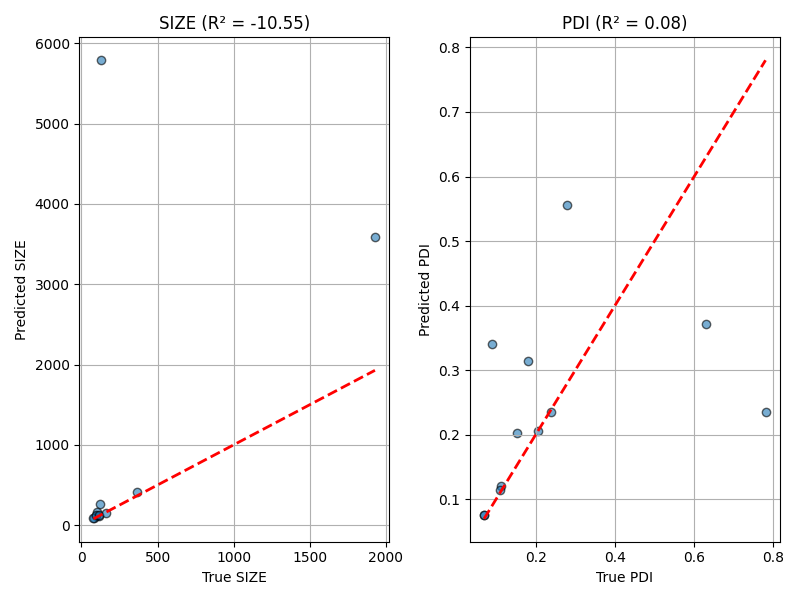 SIZE (R² = -10.55)
6000
5000
4000
3000
2000
1000
0
Predicted SIZE
0 500 1000 1500 2000
True SIZE
PDI (R² = 0.08)
0.8
0.7
0.6
0.5
0.4
0.3
0.2
0.1
Predicted PDI
0.2 0.4 0.6 0.8
True PDI